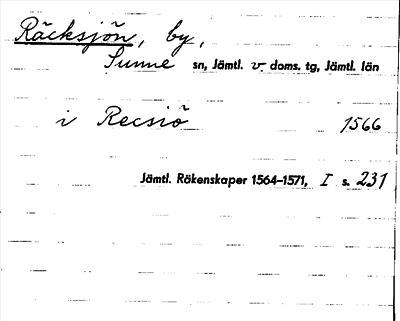 Räcksjön, by,
Sunne sn, Jämtl. v. doms. tg, Jämtl. län
i Recsiö 1566
Jämtl. Räkenskaper 1564-1571, I s. 231